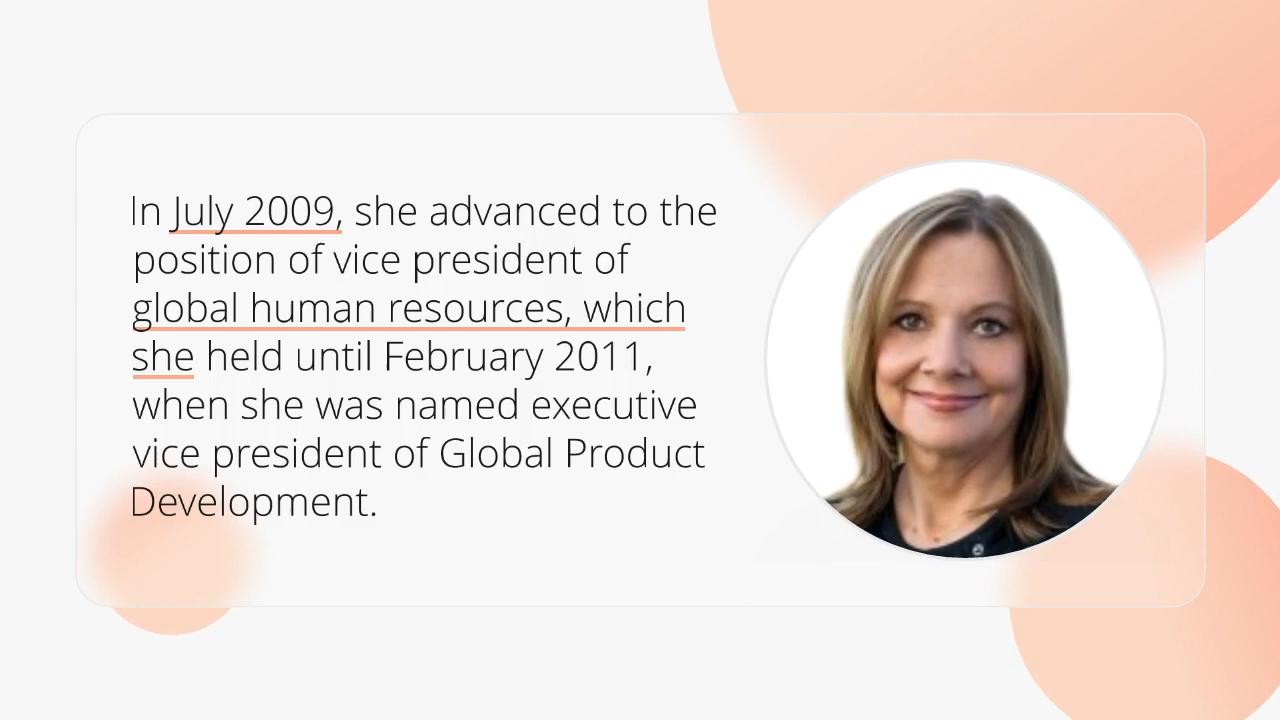 In July 2009, she advanced to the
position of vice president of
global human resources, which
she held until February 2011,
when she was named executive
vice president of Global Product
Development.